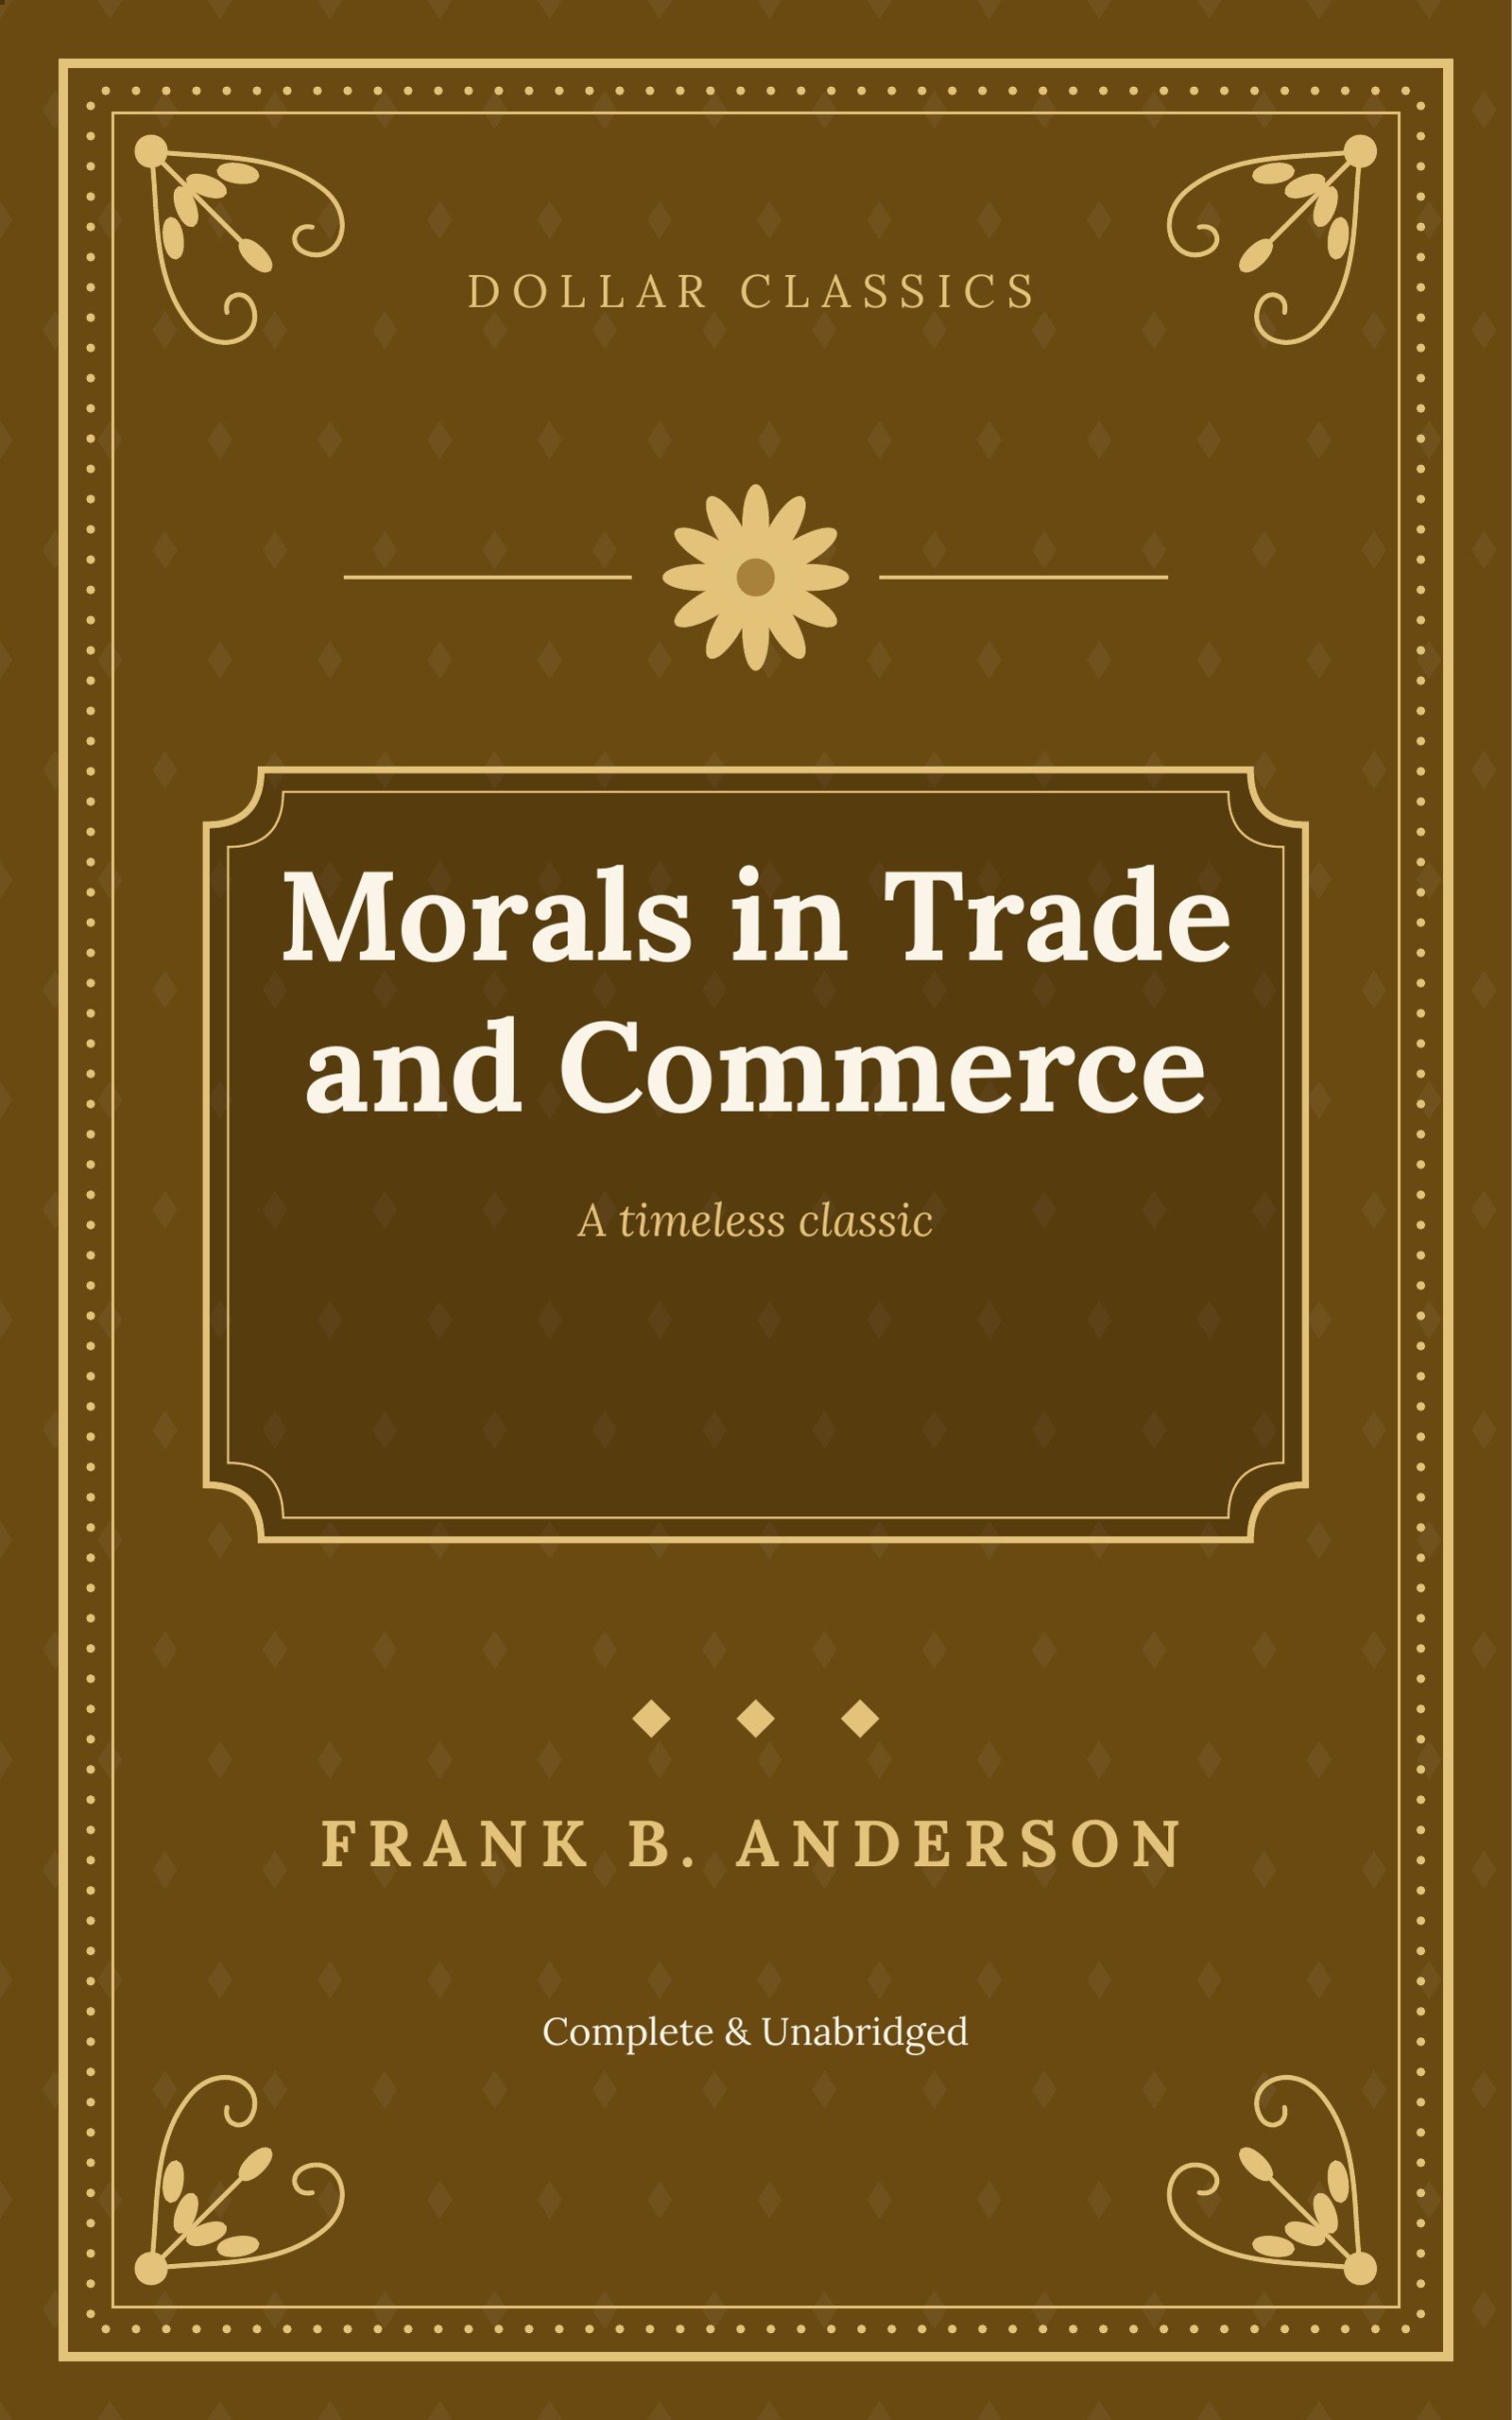 DOLLAR CLASSICS
Morals in Trade
and Commerce
A timeless classic
FRANK B. ANDERSON
Complete & Unabridged